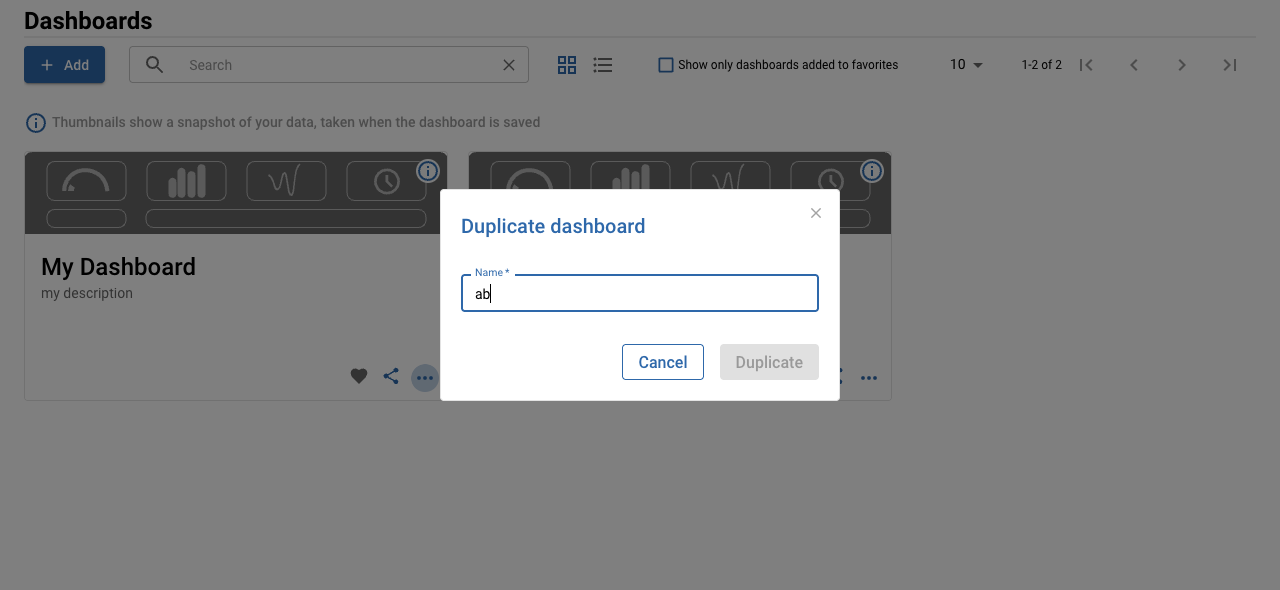 Dashboards
Add
Search
Show only dashboards added to favorites
10
1-2 of 2
Thumbnails show a snapshot of your data, taken when the dashboard is saved
My Dashboard
my description
Duplicate dashboard
Name *
ab
Cancel
Duplicate